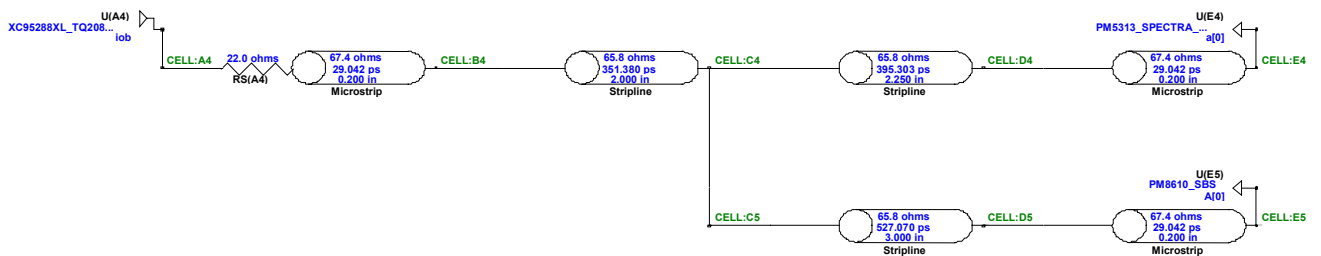 U(A4)
XC95288XL_TQ208...
iob
CELL:A4
22.0 ohms
RS(A4)
67.4 ohms
29.042 ps
0.200 in
Microstrip
CELL:B4
65.8 ohms
351.380 ps
2.000 in
Stripline
CELL:C4
65.8 ohms
395.303 ps
2.250 in
Stripline
CELL:D4
67.4 ohms
29.042 ps
0.200 in
Microstrip
U(E4)
PM5313_SPECTRA_...
a[0]
CELL:E4
CELL:C5
65.8 ohms
527.070 ps
3.000 in
Stripline
CELL:D5
67.4 ohms
29.042 ps
0.200 in
Microstrip
U(E5)
PM8610_SBS
A[0]
CELL:E5